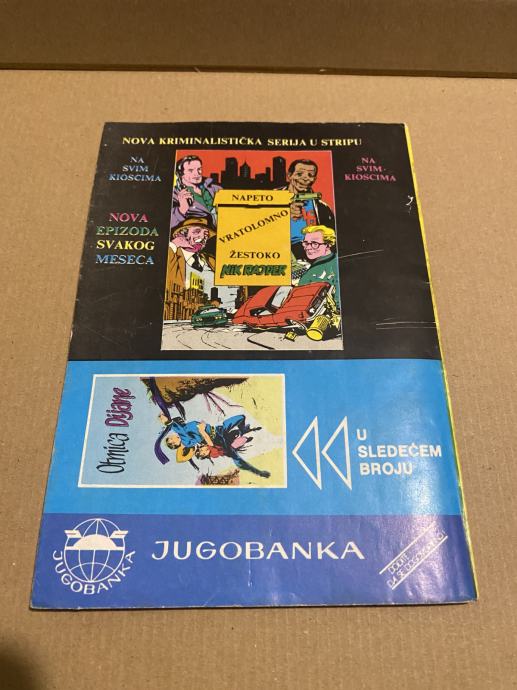 NOVA KRIMINALISTIČKA SERIJA U STRIPU
NA
SVIM
KIOSCIMA
NA
SVIM
KIOSCIMA
NAPETO
VRATOLOMNO
ŽESTOKO
NIK RAJDER
NOVA
EPIZODA
SVAKOG
MESECA
Otmica Dijane
U
SLEDEĆEM
BROJU
JUGOBANKA
JUGOBANKA